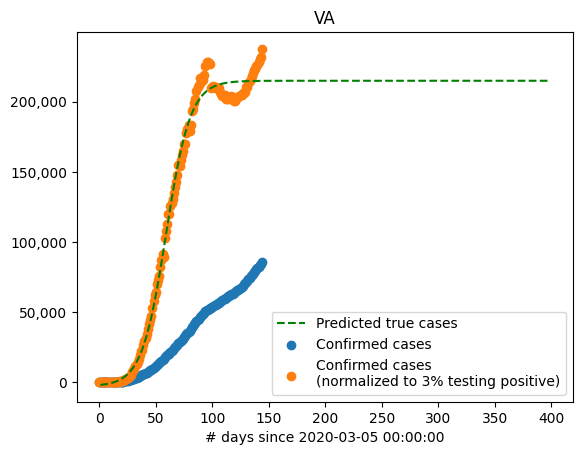 VA
200,000
150,000
100,000
50,000
0
Predicted true cases
Confirmed cases
Confirmed cases
(normalized to 3% testing positive)
0 50 100 150 200 250 300 350 400
# days since 2020-03-05 00:00:00